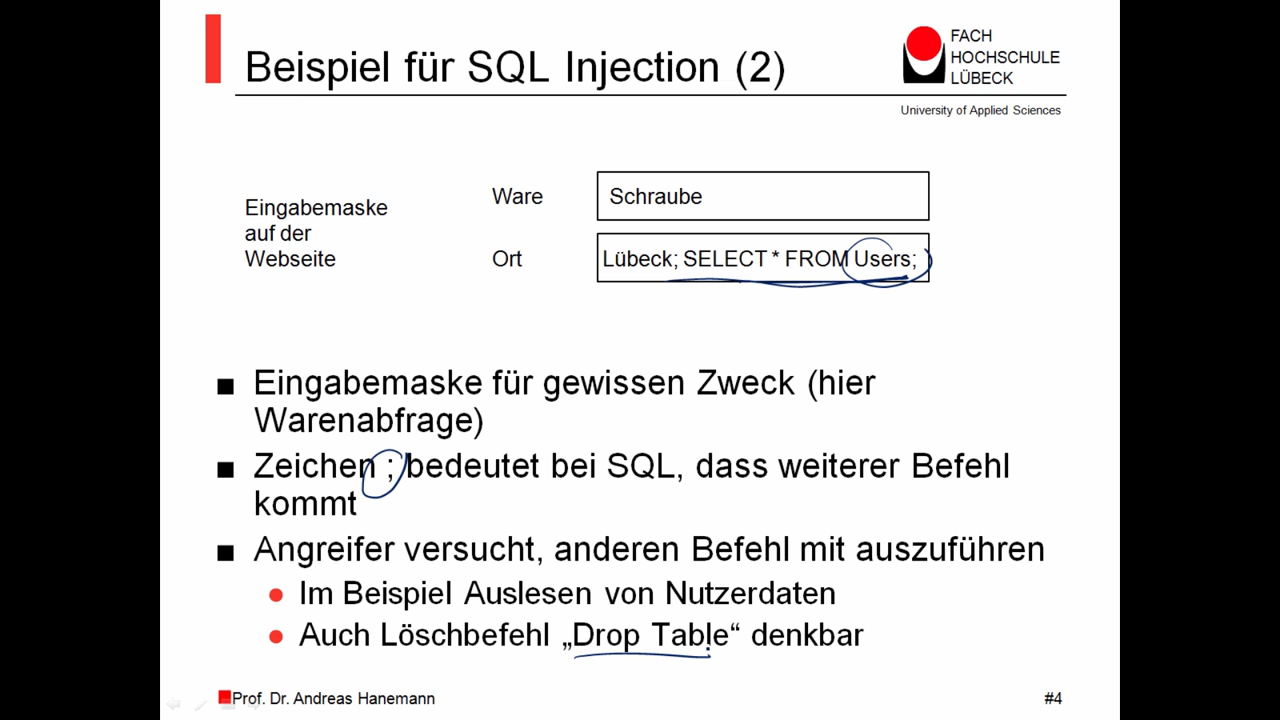 Beispiel für SQL Injection (2)
FACH
HOCHSCHULE
LÜBECK
University of Applied Sciences
Eingabemaske
auf der
Webseite
Ware
Schraube
Ort
Lübeck; SELECT * FROM Users;
Eingabemaske für gewissen Zweck (hier
Warenabfrage)
Zeichen ; bedeutet bei SQL, dass weiterer Befehl
kommt
Angreifer versucht, anderen Befehl mit auszuführen
Im Beispiel Auslesen von Nutzerdaten
Auch Löschbefehl „Drop Table“ denkbar
Prof. Dr. Andreas Hanemann
#4